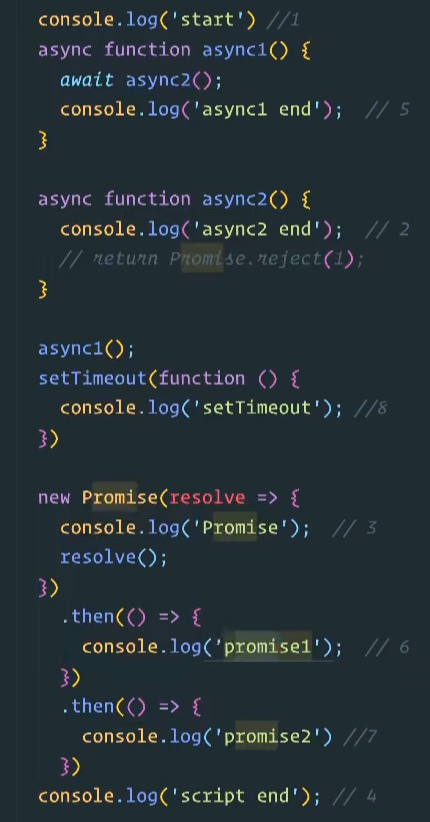 console.log('start') //1
async function async1() {
  await async2();
  console.log('async1 end');  // 5
}

async function async2() {
  console.log('async2 end');  // 2
  // return Promise.reject(1);
}

async1();
setTimeout(function () {
  console.log('setTimeout'); //8
})

new Promise(resolve => {
  console.log('Promise');  // 3
  resolve();
})
  .then(() => {
    console.log('promise1');  // 6
  })
  .then(() => {
    console.log('promise2') //7
  })
console.log('script end'); // 4